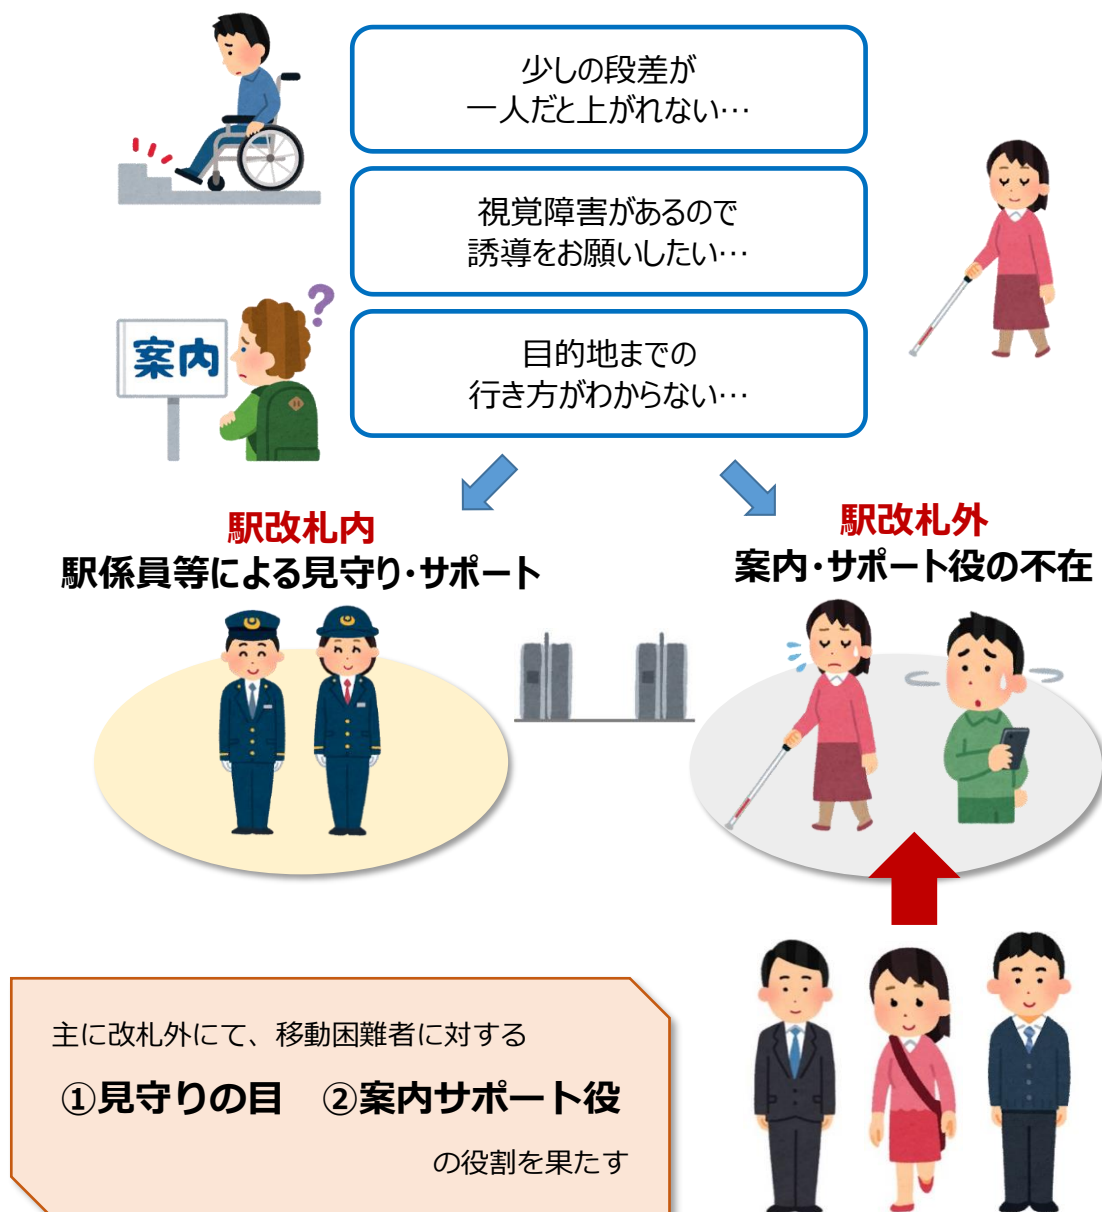 少しの段差が
一人だと上がれない…
視覚障害があるので
誘導をお願いしたい…
案内
?
目的地までの
行き方がわからない…
駅改札内
駅係員等による見守り・サポート
駅改札外
案内・サポート役の不在
主に改札外にて、移動困難者に対する
①見守りの目　②案内サポート役
の役割を果たす